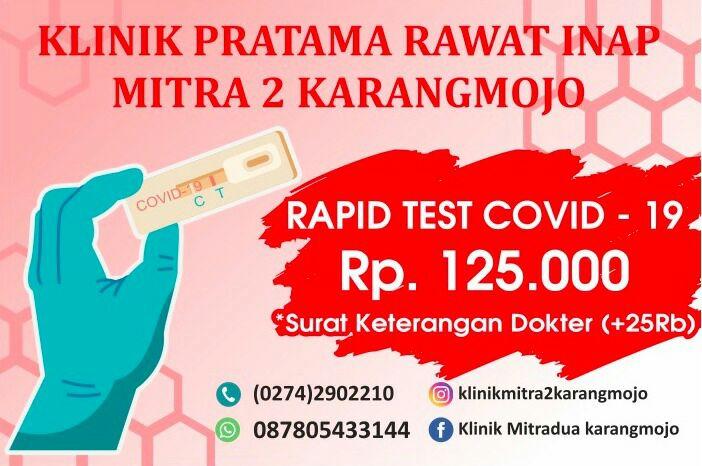 KLINIK PRATAMA RAWAT INAP
MITRA 2 KARANGMOJO
COVID-19
C T
RAPID TEST COVID - 19
Rp. 125.000
*Surat Keterangan Dokter (+25Rb)
(0274)2902210
klinikmitra2karangmojo
087805433144
Klinik Mitradua karangmojo